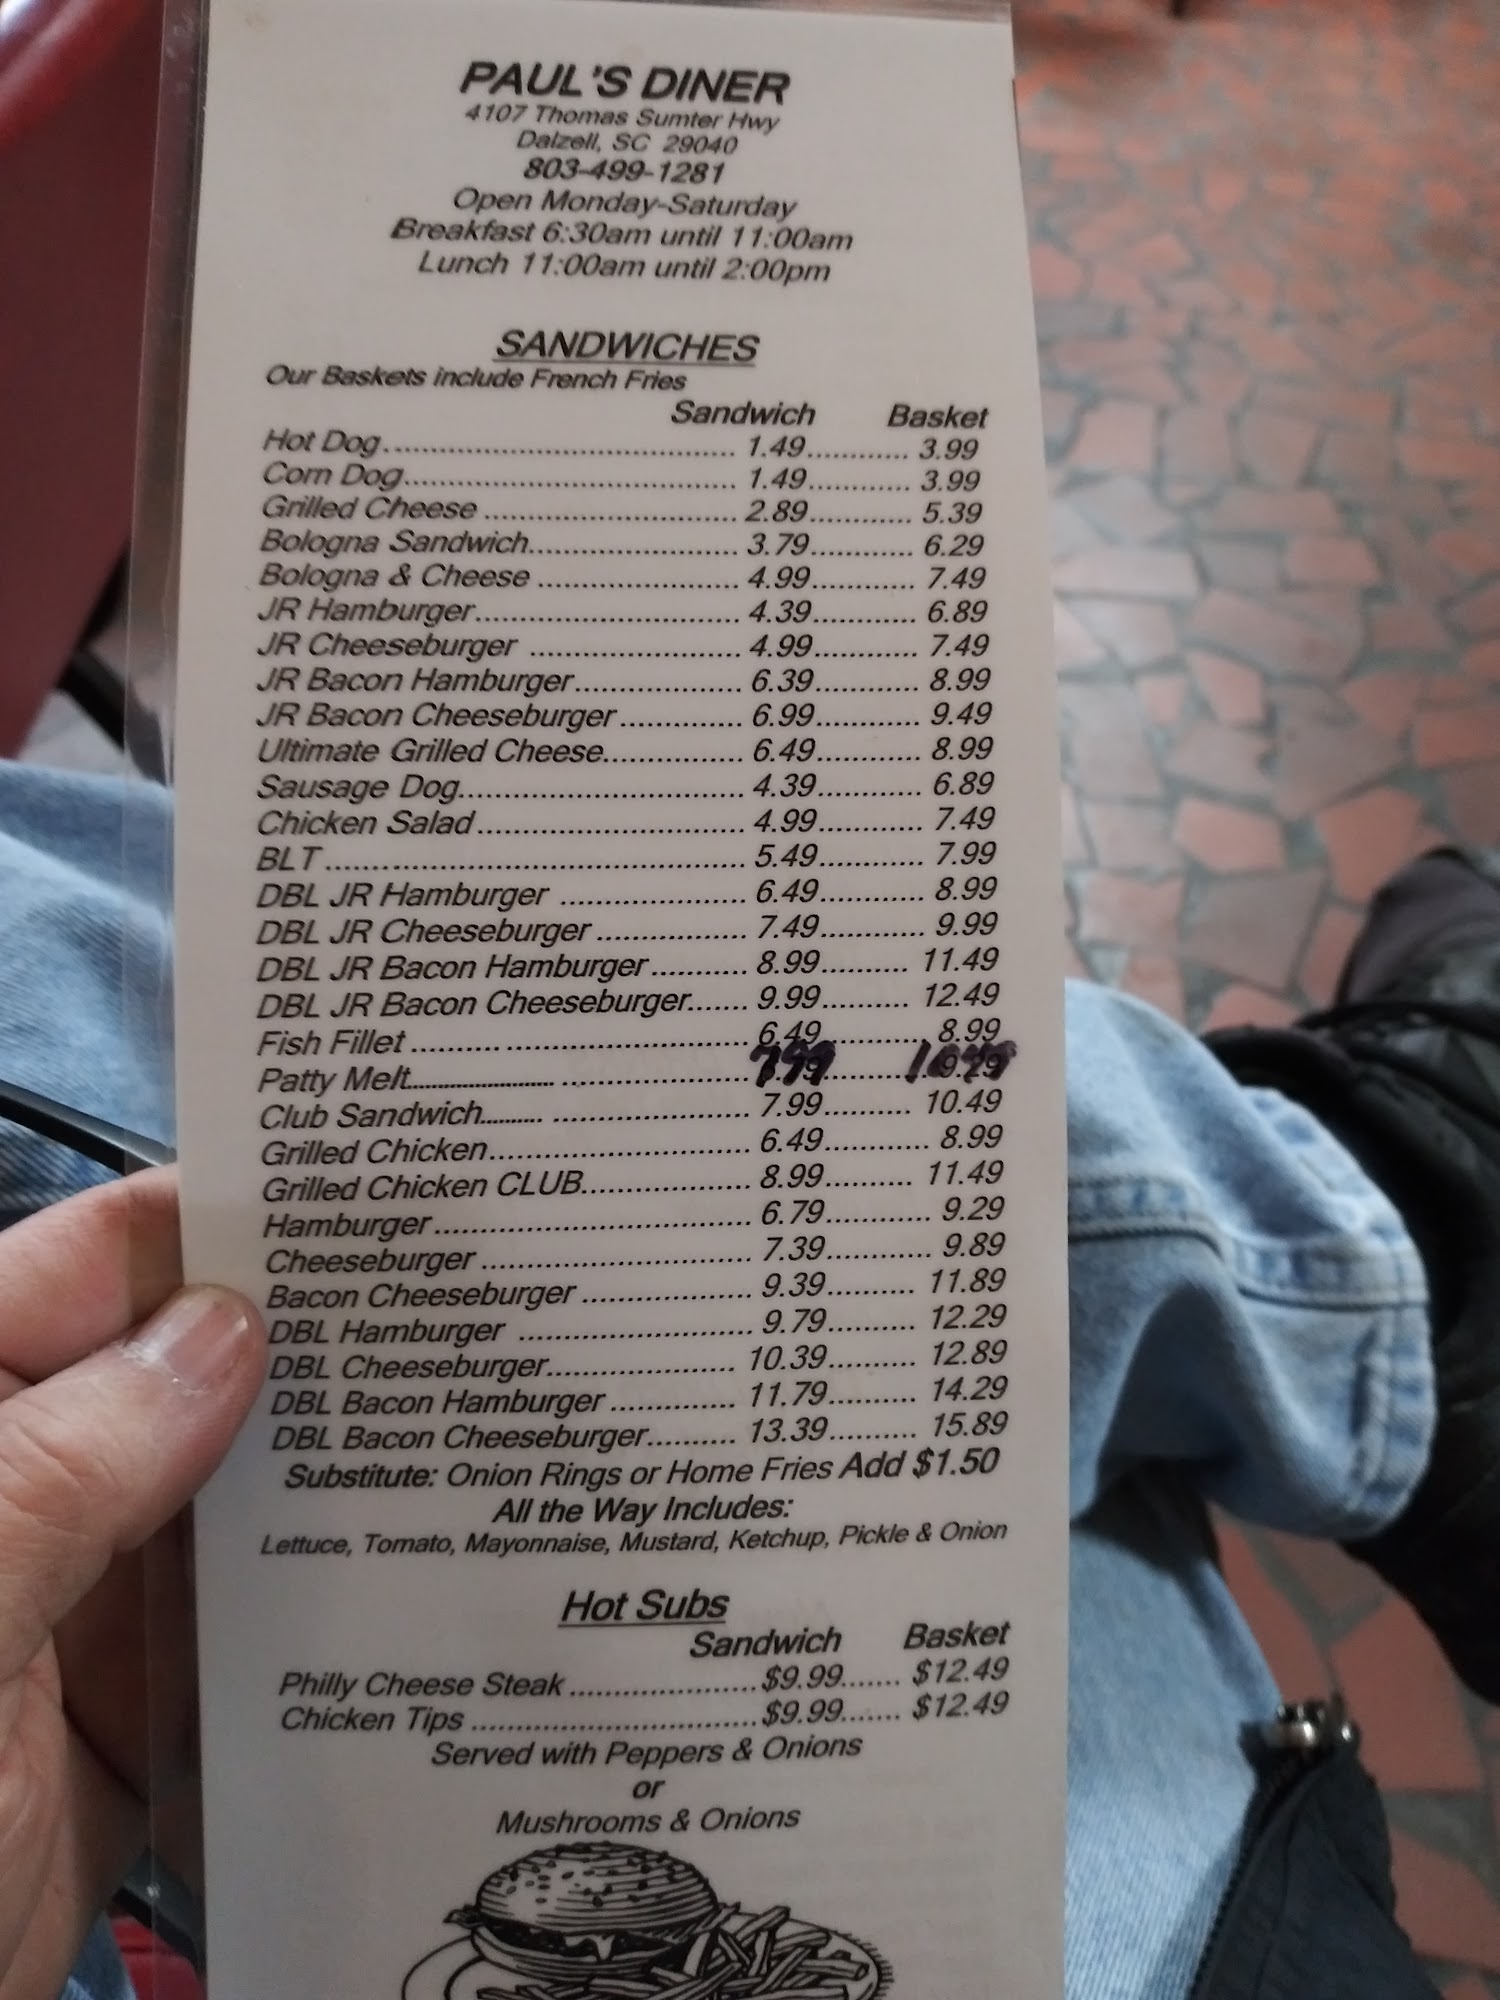 PAUL'S DINER
4107 Thomas Sumter Hwy
Dalzell, SC 29040
803-499-1281
Open Monday-Saturday
Breakfast 6:30am until 11:00am
Lunch 11:00am until 2:00pm
SANDWICHES
Our Baskets include French Fries
Sandwich Basket
Hot Dog 1.49 3.99
Corn Dog 1.49 3.99
Grilled Cheese 2.89 5.39
Bologna Sandwich 3.79 6.29
Bologna & Cheese 4.99 7.49
JR Hamburger 4.39 6.89
JR Cheeseburger 4.99 7.49
JR Bacon Hamburger 6.39 8.99
JR Bacon Cheeseburger 6.99 9.49
Ultimate Grilled Cheese 6.49 8.99
Sausage Dog 4.39 6.89
Chicken Salad 4.99 7.49
BLT 5.49 7.99
DBL JR Hamburger 6.49 8.99
DBL JR Cheeseburger 7.49 9.99
DBL JR Bacon Hamburger 8.99 11.49
DBL JR Bacon Cheeseburger 9.99 12.49
Fish Fillet 6.49 8.99
Patty Melt 7.99
Club Sandwich 7.99 10.49
Grilled Chicken 6.49 8.99
Grilled Chicken CLUB 8.99 11.49
Hamburger 6.79 9.29
Cheeseburger 7.39 9.89
Bacon Cheeseburger 9.39 11.89
DBL Hamburger 9.79 12.29
DBL Cheeseburger 10.39 12.89
DBL Bacon Hamburger 11.79 14.29
DBL Bacon Cheeseburger 13.39 15.89
Substitute: Onion Rings or Home Fries Add $1.50
All the Way Includes:
Lettuce, Tomato, Mayonnaise, Mustard, Ketchup, Pickle & Onion
Hot Subs
Sandwich Basket
Philly Cheese Steak $9.99 $12.49
Chicken Tips $9.99 $12.49
Served with Peppers & Onions
or
Mushrooms & Onions